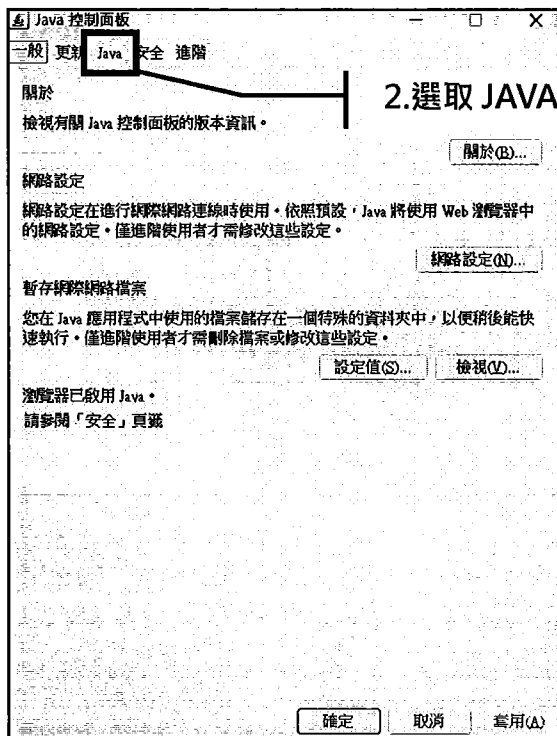 Java 控制面板
一般 更新 Java 安全 進階
2.選取 JAVA
關於
檢視有關 Java 控制面板的版本資訊。
關於(B)...
網路設定
網路設定在進行網際網路連線時使用。依照預設，Java 將使用 Web 瀏覽器中
的網路設定。僅進階使用者才需修改這些設定。
網路設定(N)...
暫存網際網路檔案
您在 Java 應用程式中使用的檔案儲存在一個特殊的資料夾中，以便稍後能快
速執行。僅進階使用者才需刪除檔案或修改這些設定。
設定值(S)... 檢視(V)...
瀏覽器已啟用 Java。
請參閱「安全」頁籤
確定 取消 套用(A)